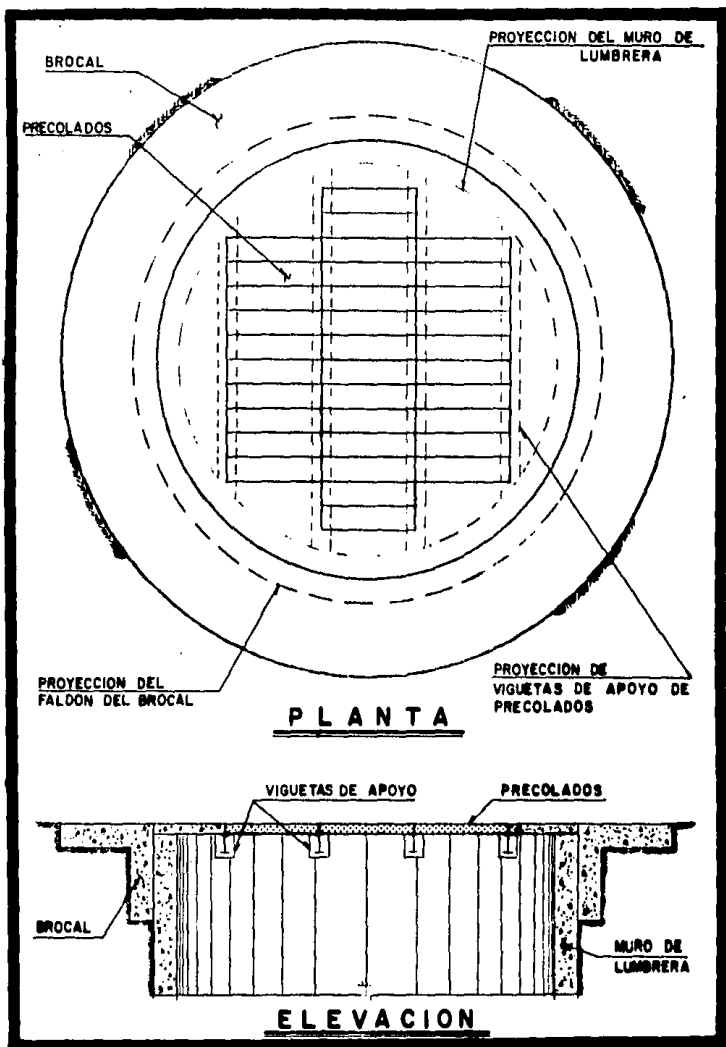 PROYECCION DEL MURO DE
LUMBRERA
BROCAL
PRECOLADOS
PROYECCION DEL
FALDON DEL BROCAL
PROYECCION DE
VIGUETAS DE APOYO DE
PRECOLADOS
PLANTA
VIGUETAS DE APOYO
PRECOLADOS
BROCAL
MURO DE
LUMBRERA
ELEVACION